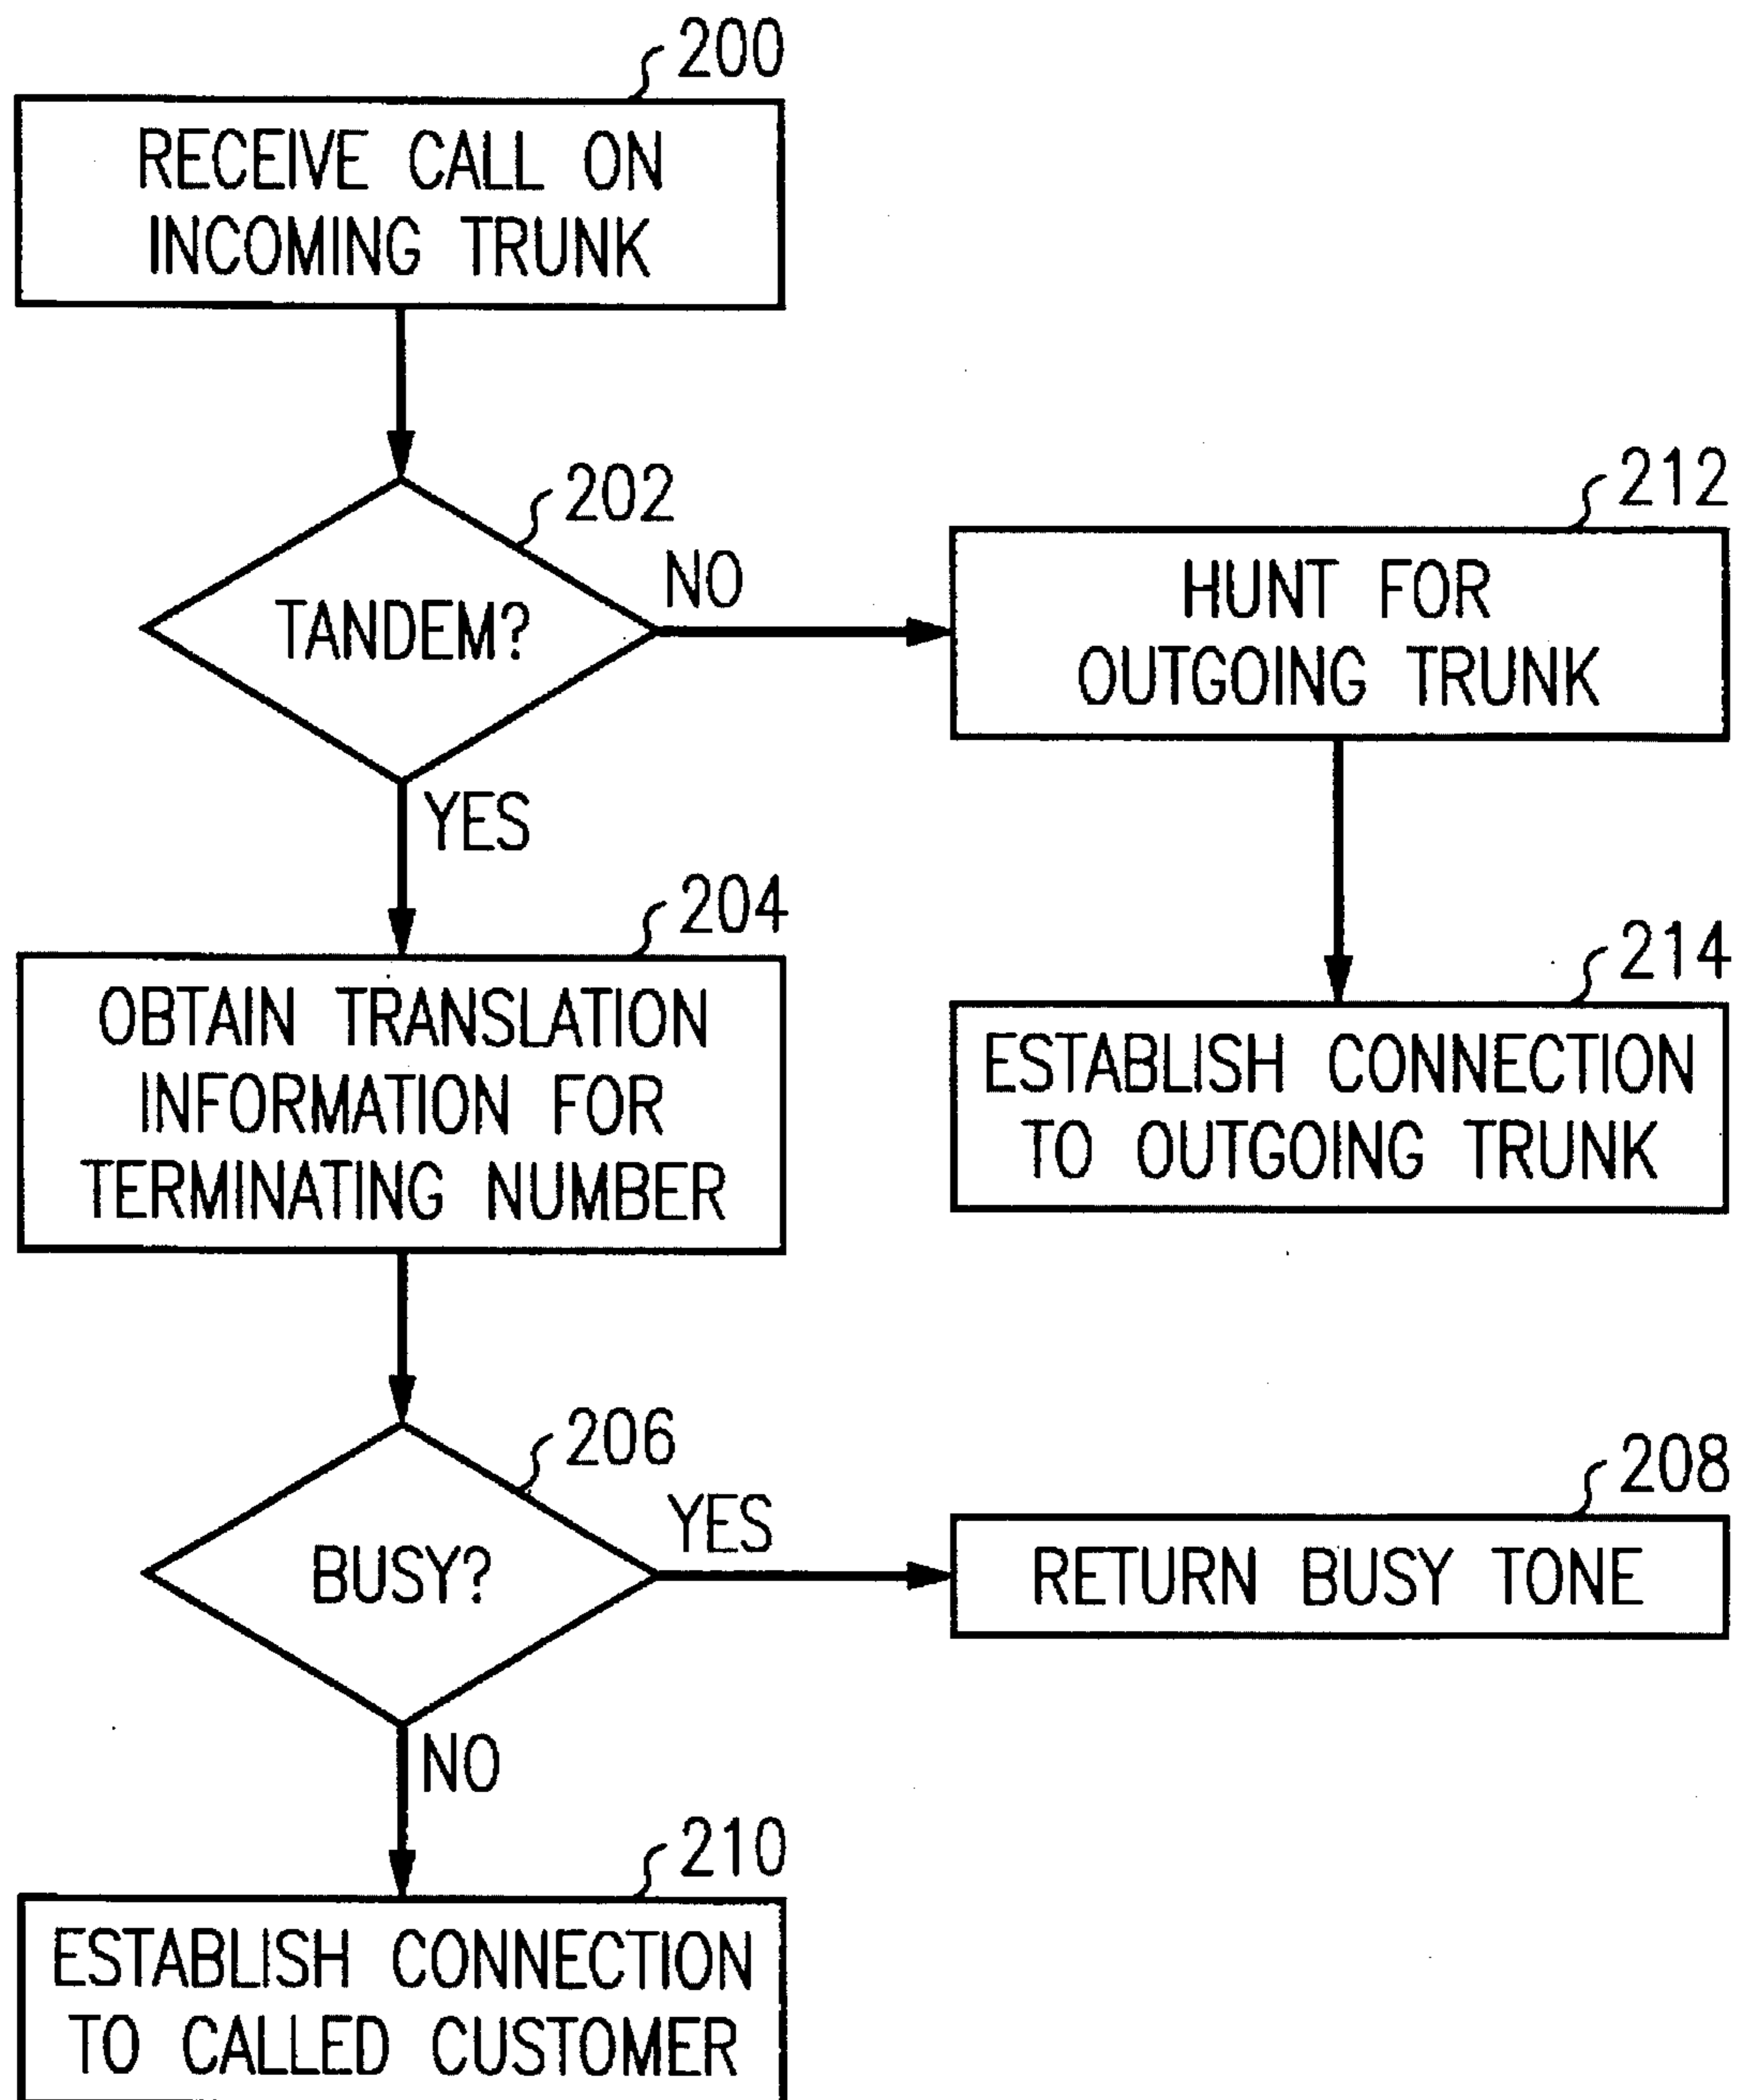 200
RECEIVE CALL ON
INCOMING TRUNK
202
TANDEM?
NO
YES
212
HUNT FOR
OUTGOING TRUNK
214
ESTABLISH CONNECTION
TO OUTGOING TRUNK
204
OBTAIN TRANSLATION
INFORMATION FOR
TERMINATING NUMBER
206
BUSY?
YES
NO
208
RETURN BUSY TONE
210
ESTABLISH CONNECTION
TO CALLED CUSTOMER